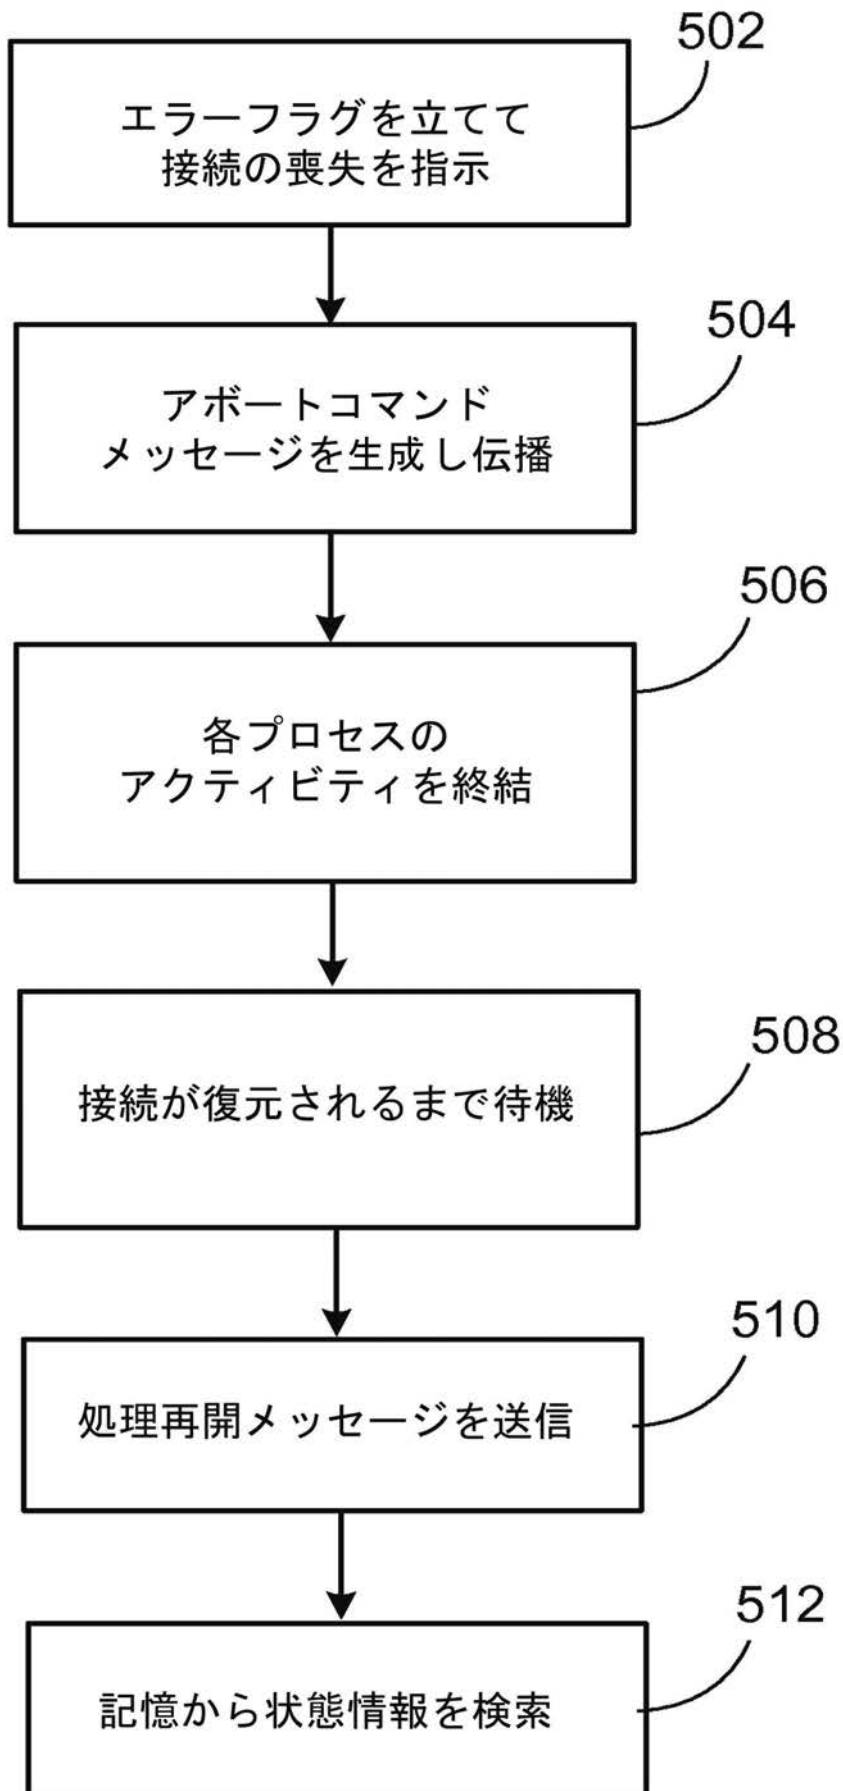 502
エラーフラグを立てて
接続の喪失を指示
504
アボートコマンド
メッセージを生成し伝播
506
各プロセスの
アクティビティを終結
508
接続が復元されるまで待機
510
処理再開メッセージを送信
512
記憶から状態情報を検索